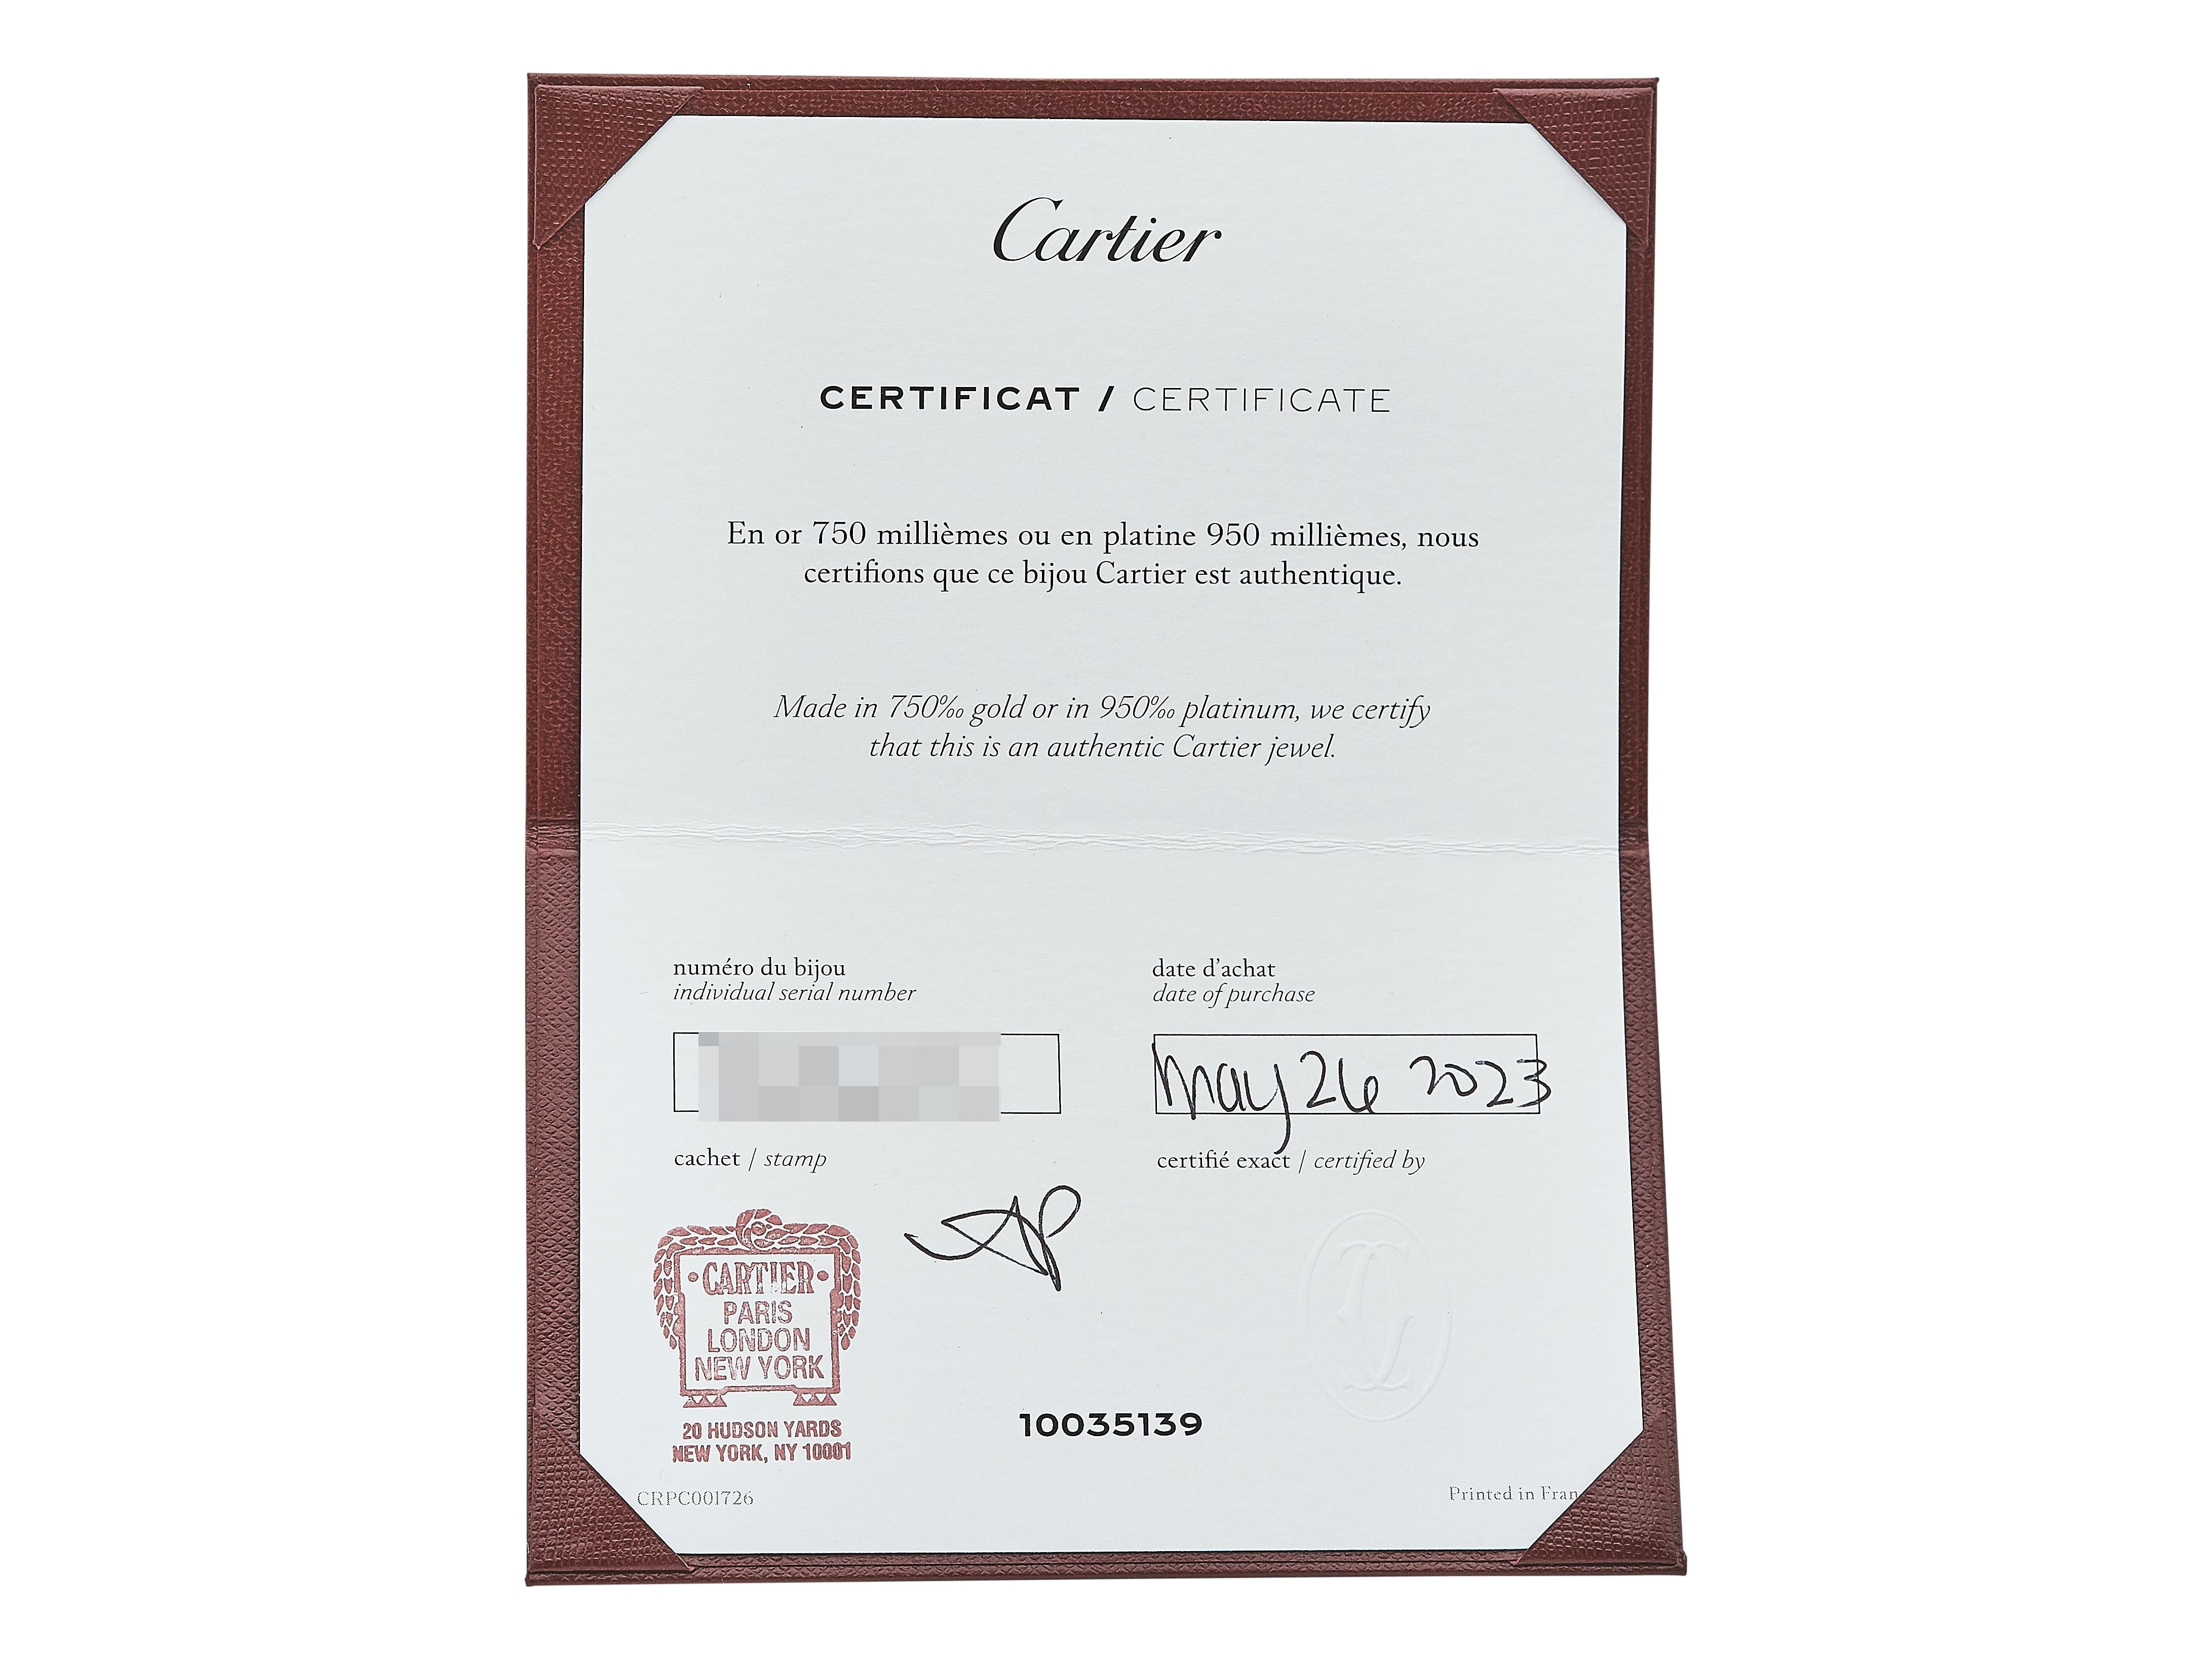 Cartier
CERTIFICAT / CERTIFICATE
En or 750 millièmes ou en platine 950 millièmes, nous
certifions que ce bijou Cartier est authentique.
Made in 750‰ gold or in 950‰ platinum, we certify
that this is an authentic Cartier jewel.
numéro du bijou
individual serial number
date d'achat
date of purchase
May 26 2023
cachet / stamp
certifié exact / certified by
AP
CARTIER
PARIS
LONDON
NEW YORK
20 HUDSON YARDS
NEW YORK, NY 10001
10035139
CRPC001726
Printed in Fran